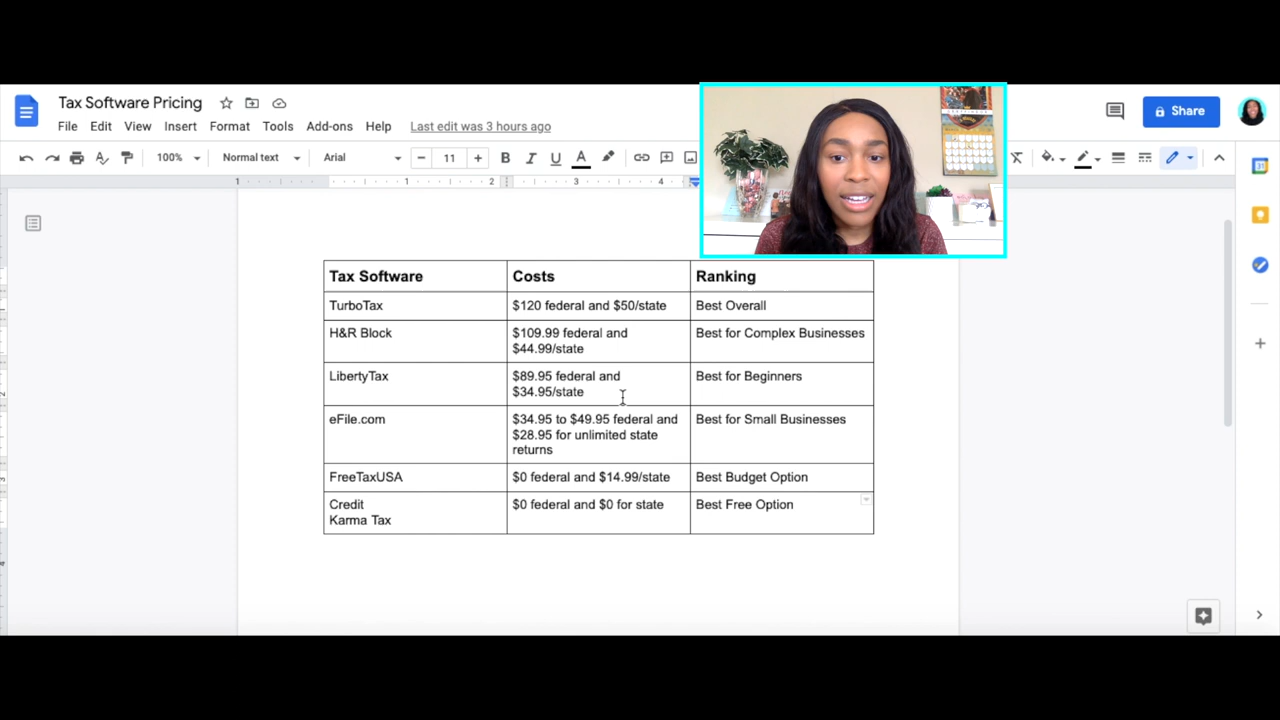 Tax Software Pricing
File Edit View Insert Format Tools Add-ons Help Last edit was 3 hours ago
Share
100% Normal text Arial 11 B I U A
1 1 2 3 4
Tax Software Costs Ranking
TurboTax $120 federal and $50/state Best Overall
H&R Block $109.99 federal and Best for Complex Businesses
$44.99/state
LibertyTax $89.95 federal and Best for Beginners
$34.95/state
eFile.com $34.95 to $49.95 federal and Best for Small Businesses
$28.95 for unlimited state
returns
FreeTaxUSA $0 federal and $14.99/state Best Budget Option
Credit $0 federal and $0 for state Best Free Option
Karma Tax